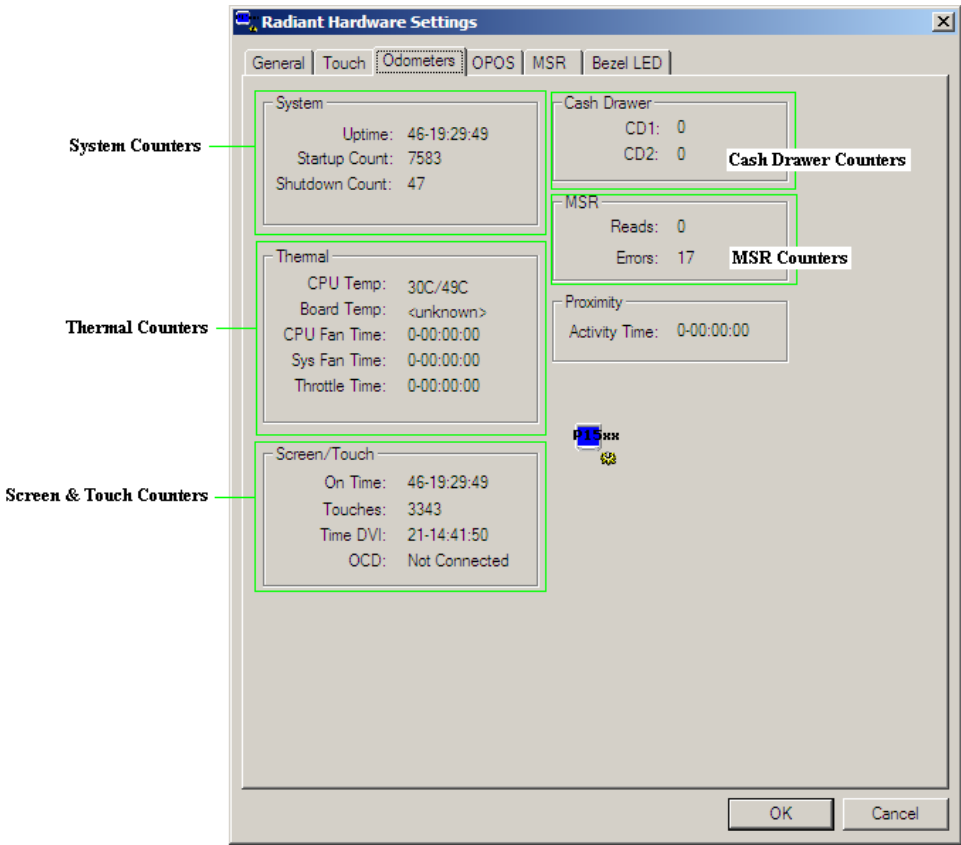 Radiant Hardware Settings
General Touch Odometers OPOS MSR Bezel LED
System Counters
System
Uptime: 46-19:29:49
Startup Count: 7583
Shutdown Count: 47
Cash Drawer
CD1: 0
CD2: 0
Cash Drawer Counters
MSR
Reads: 0
Errors: 17
MSR Counters
Thermal Counters
Thermal
CPU Temp: 30C/49C
Board Temp: <unknown>
CPU Fan Time: 0-00:00:00
Sys Fan Time: 0-00:00:00
Throttle Time: 0-00:00:00
Proximity
Activity Time: 0-00:00:00
P15xx
Screen & Touch Counters
Screen/Touch
On Time: 46-19:29:49
Touches: 3343
Time DVI: 21-14:41:50
OCD: Not Connected
OK Cancel